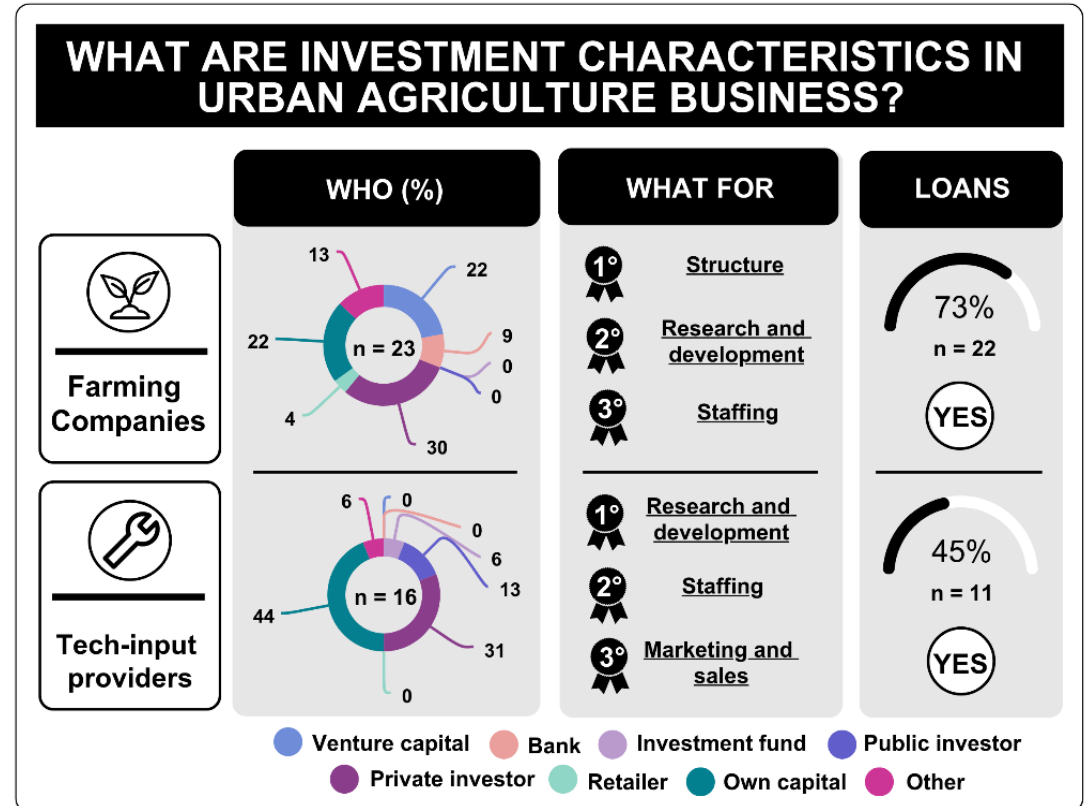 WHAT ARE INVESTMENT CHARACTERISTICS IN
URBAN AGRICULTURE BUSINESS?
WHO (%)
WHAT FOR
LOANS
Farming
Companies
13
22
22
9
0
0
4
30
n = 23
1°
Structure
2°
Research and
development
3°
Staffing
73%
n = 22
YES
Tech-input
providers
6
0
0
6
13
44
31
0
n = 16
1°
Research and
development
2°
Staffing
3°
Marketing and
sales
45%
n = 11
YES
Venture capital
Bank
Investment fund
Public investor
Private investor
Retailer
Own capital
Other